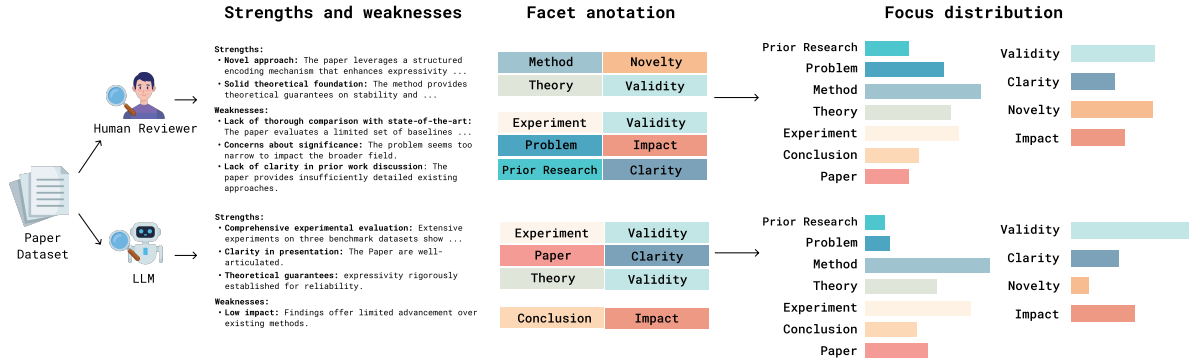 Strengths and weaknesses
Facet anotation
Focus distribution
Paper
Dataset
Human Reviewer
LLM
Strengths:
• Novel approach: The paper leverages a structured
encoding mechanism that enhances expressivity ...
• Solid theoretical foundation: The method provides
theoretical guarantees on stability and ...
Weaknesses:
• Lack of thorough comparison with state-of-the-art:
The paper evaluates a limited set of baselines ...
• Concerns about significance: The problem seems too
narrow to impact the broader field.
• Lack of clarity in prior work discussion: The
paper provides insufficiently detailed existing
approaches.
Method Novelty
Theory Validity
Experiment Validity
Problem Impact
Prior Research Clarity
Prior Research
Problem
Method
Theory
Experiment
Conclusion
Paper
Validity
Clarity
Novelty
Impact
Strengths:
• Comprehensive experimental evaluation: Extensive
experiments on three benchmark datasets show ...
• Clarity in presentation: The Paper are well-
articulated.
• Theoretical guarantees: expressivity rigorously
established for reliability.
Weaknesses:
• Low impact: Findings offer limited advancement over
existing methods.
Experiment Validity
Paper Clarity
Theory Validity
Conclusion Impact
Prior Research
Problem
Method
Theory
Experiment
Conclusion
Paper
Validity
Clarity
Novelty
Impact